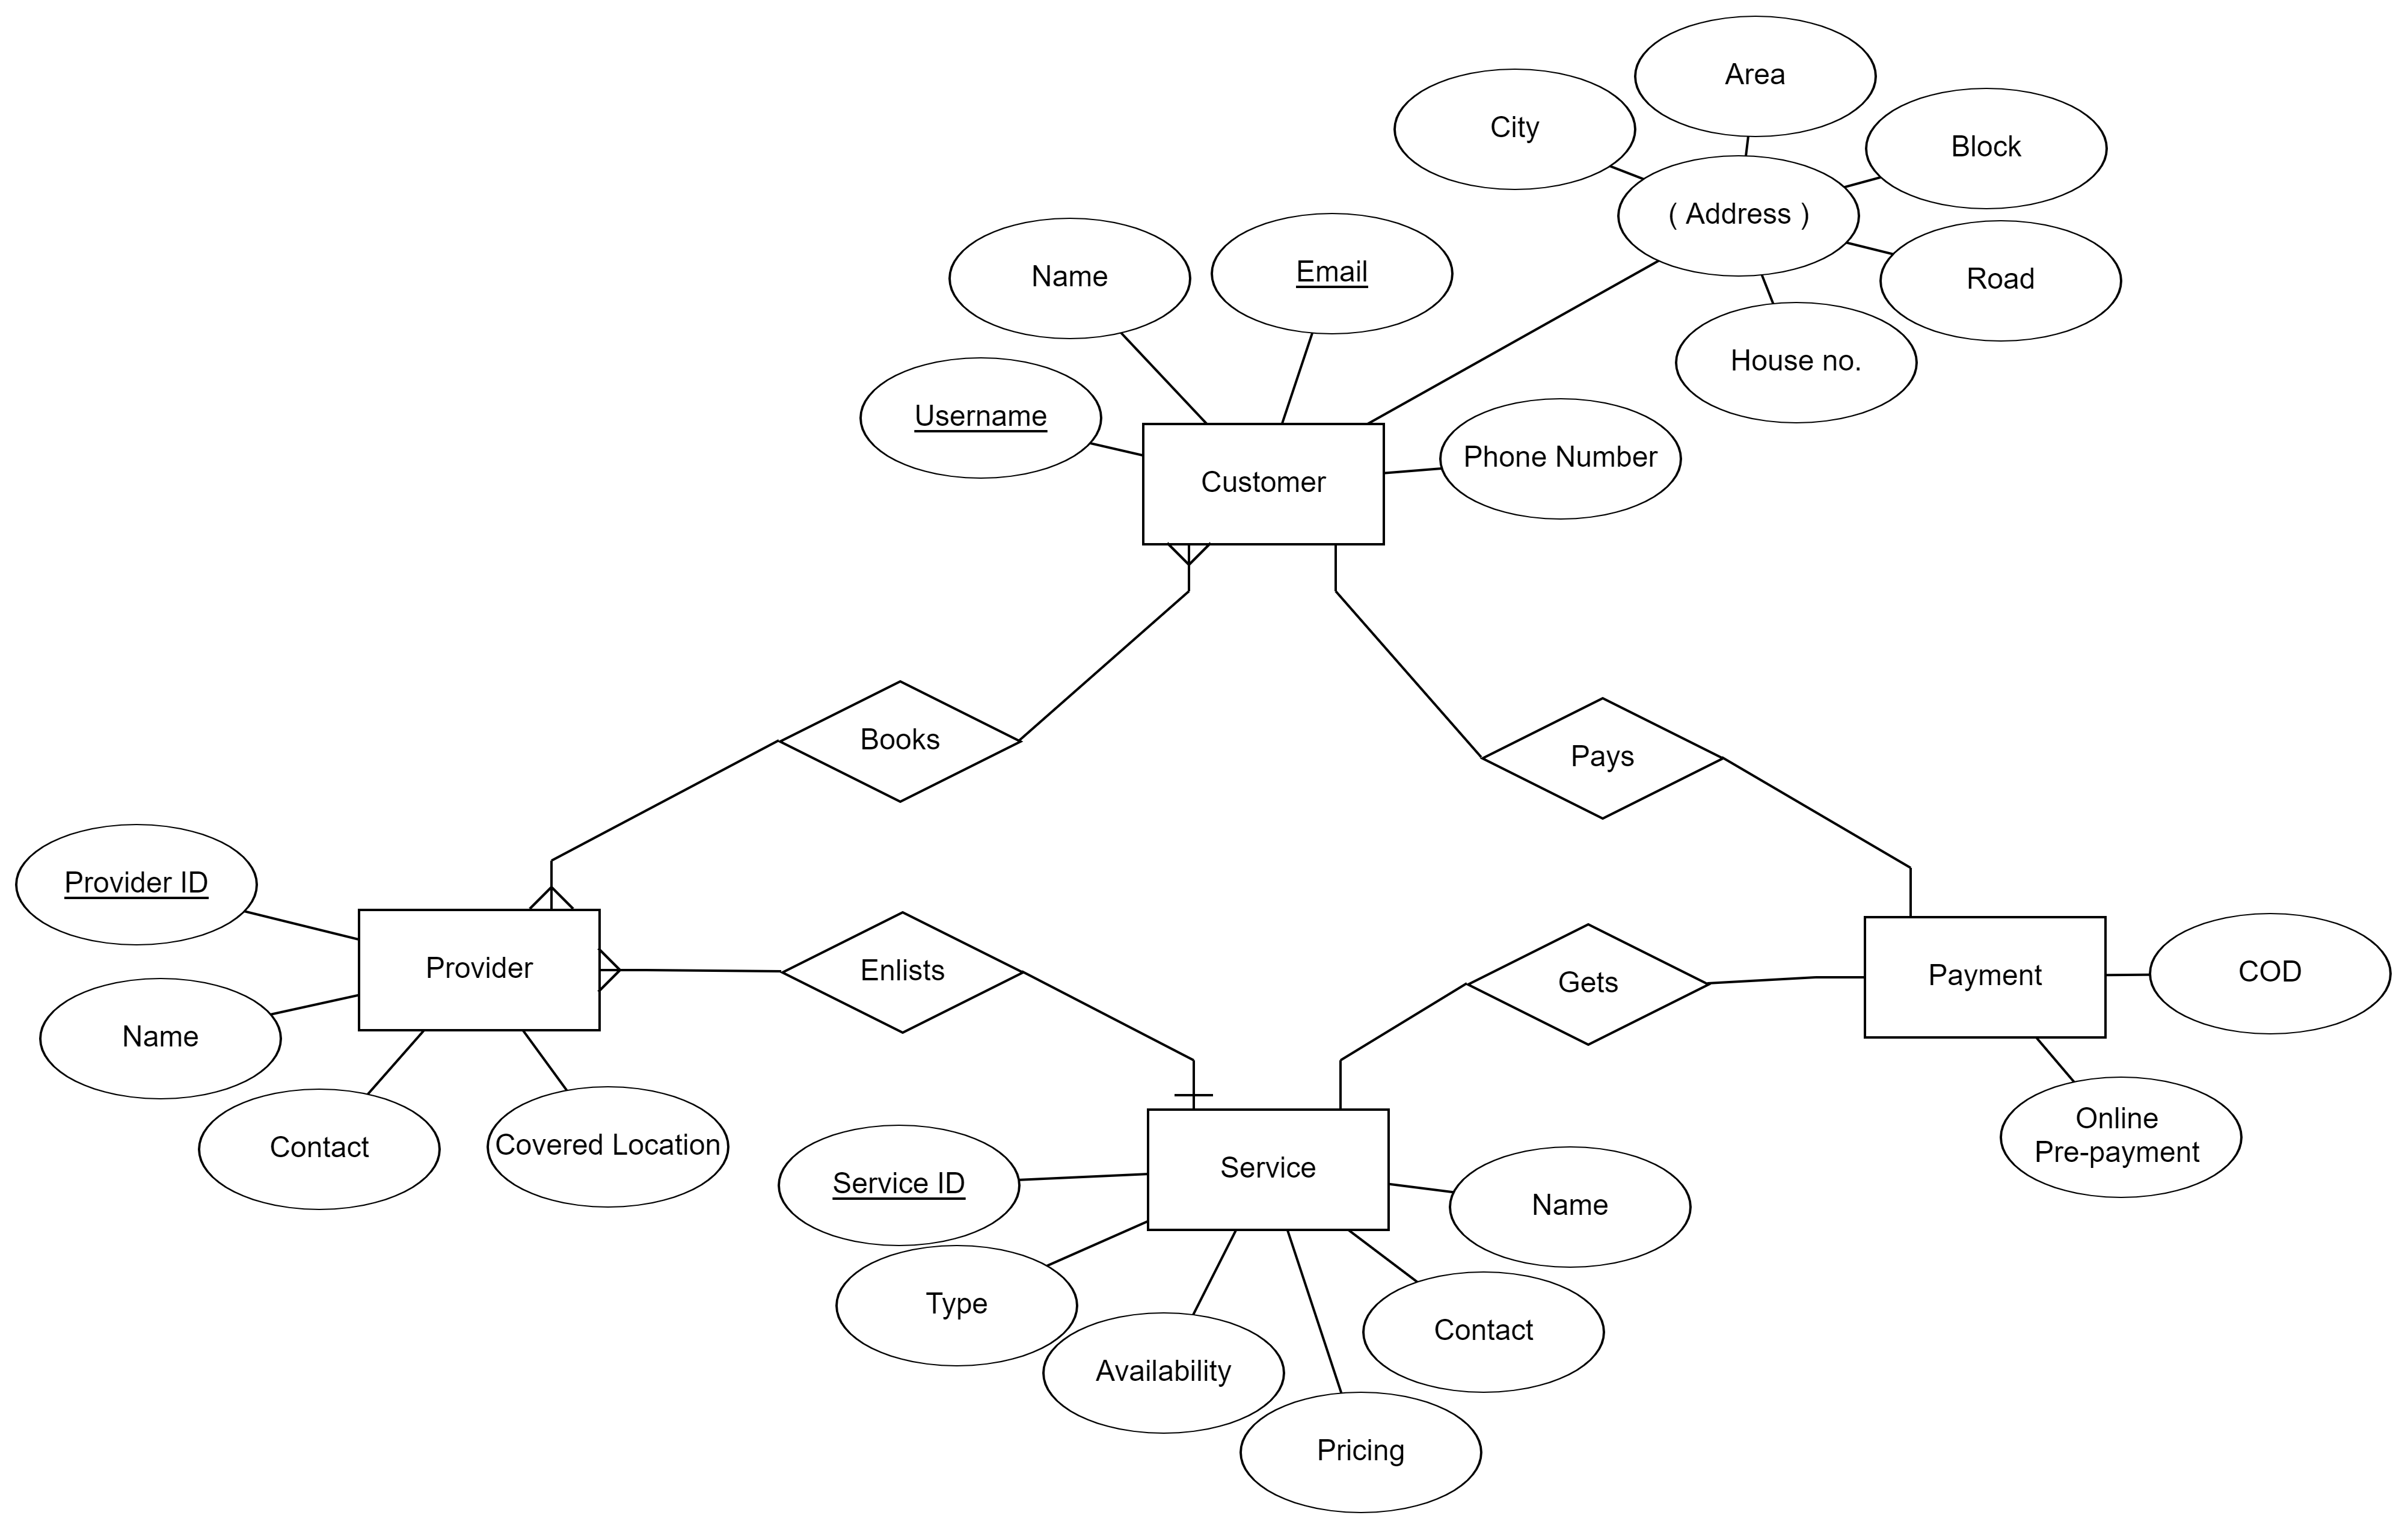 Area
City
Block
( Address )
Name
Email
Road
House no.
Username
Phone Number
Customer
Books
Pays
Provider ID
Provider
Enlists
Gets
Payment
COD
Name
Contact
Covered Location
Online
Pre-payment
Service ID
Service
Name
Type
Availability
Contact
Pricing